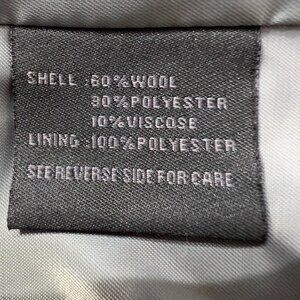 SHELL :60%WOOL
30%POLYESTER
10%VISCOSE
LINING :100%POLYESTER
SEE REVERSE SIDE FOR CARE